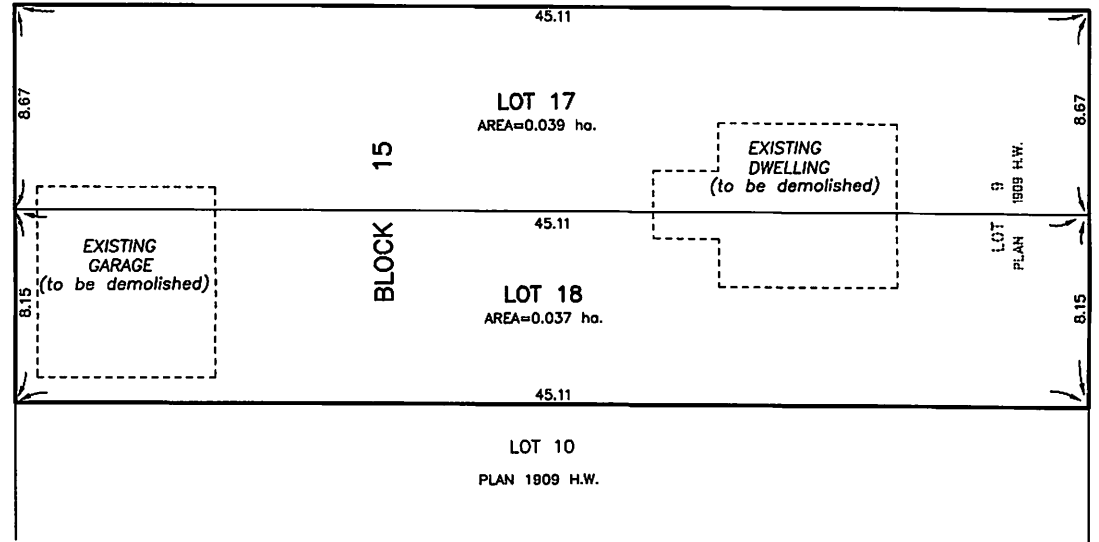 45.11
8.67
LOT 17
AREA=0.039 ha.
8.67
BLOCK 15
EXISTING
DWELLING
(to be demolished)
LOT 9
PLAN 1909 H.W.
45.11
EXISTING
GARAGE
(to be demolished)
8.15
LOT 18
AREA=0.037 ha.
8.15
45.11
LOT 10
PLAN 1909 H.W.